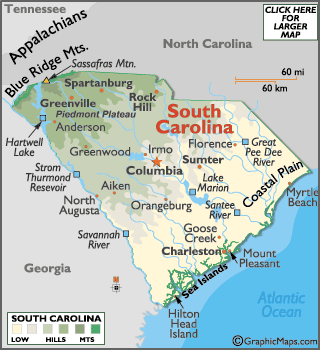 Tennessee
CLICK HERE
FOR
LARGER
MAP
Appalachians
Blue Ridge Mts.
North Carolina
Sassafras Mtn.
60 mi
60 km
Spartanburg
Greenville
Rock
Hill
Piedmont Plateau
Anderson
South
Carolina
Hartwell
Lake
Greenwood
Irmo
Florence
Great
Pee Dee
River
Columbia
Sumter
Strom
Thurmond
Resevoir
Aiken
Lake
Marion
Coastal Plain
Myrtle
Beach
North
Augusta
Orangeburg
Santee
River
Savannah
River
Goose
Creek
Charleston
Mount
Pleasant
Georgia
Sea Islands
Atlantic
Ocean
Hilton
Head
Island
SOUTH CAROLINA
LOW HILLS MTS
©GraphicMaps.com